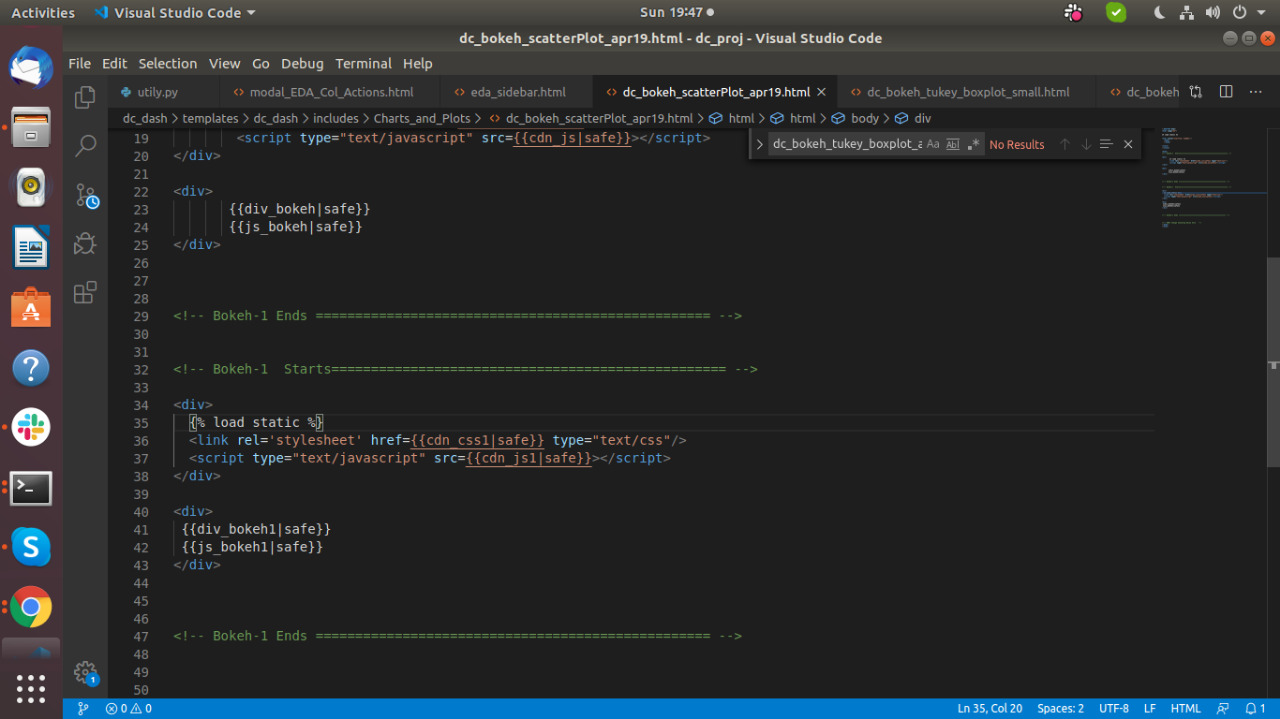 Activities Visual Studio Code Sun 19:47
dc_bokeh_scatterPlot_apr19.html - dc_proj - Visual Studio Code
File Edit Selection View Go Debug Terminal Help
utily.py modal_EDA_Col_Actions.html eda_sidebar.html dc_bokeh_scatterPlot_apr19.html dc_bokeh_tukey_boxplot_small.html dc_bokeh
dc_dash > templates > dc_dash > includes > Charts_and_Plots > dc_bokeh_scatterPlot_apr19.html > html > html > body > div
dc_bokeh_tukey_boxplot_a Aa Abl .* No Results
19 <script type="text/javascript" src={{cdn_js|safe}}></script>
20 </div>
21
22 <div>
23 {{div_bokeh|safe}}
24 {{js_bokeh|safe}}
25 </div>
26
27
28
29 <!-- Bokeh-1 Ends ================================================== -->
30
31
32 <!-- Bokeh-1  Starts================================================== -->
33
34 <div>
35 {% load static %}
36 <link rel='stylesheet' href={{cdn_css1|safe}} type="text/css"/>
37 <script type="text/javascript" src={{cdn_js1|safe}}></script>
38 </div>
39
40 <div>
41 {{div_bokeh1|safe}}
42 {{js_bokeh1|safe}}
43 </div>
44
45
46
47 <!-- Bokeh-1 Ends ================================================== -->
48
49
50
1
0 0 Ln 35, Col 20 Spaces: 2 UTF-8 LF HTML 1